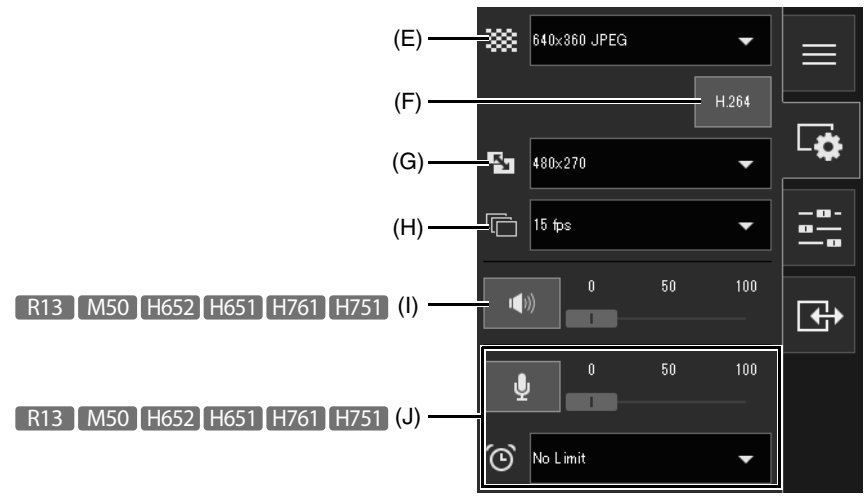 (E) 640x360 JPEG
(F) H.264
(G) 480x270
(H) 15 fps
0 50 100
R13 M50 H652 H651 H761 H751 (I)
0 50 100
R13 M50 H652 H651 H761 H751 (J)
No Limit